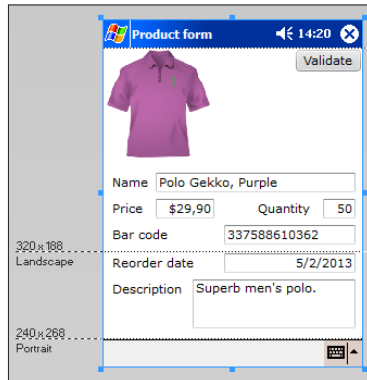 Product form 14:20
Validate
Name Polo Gekko, Purple
Price $29,90 Quantity 50
Bar code 337588610362
320 x 188
Landscape
Reorder date 5/2/2013
Description Superb men's polo.
240 x 268
Portrait